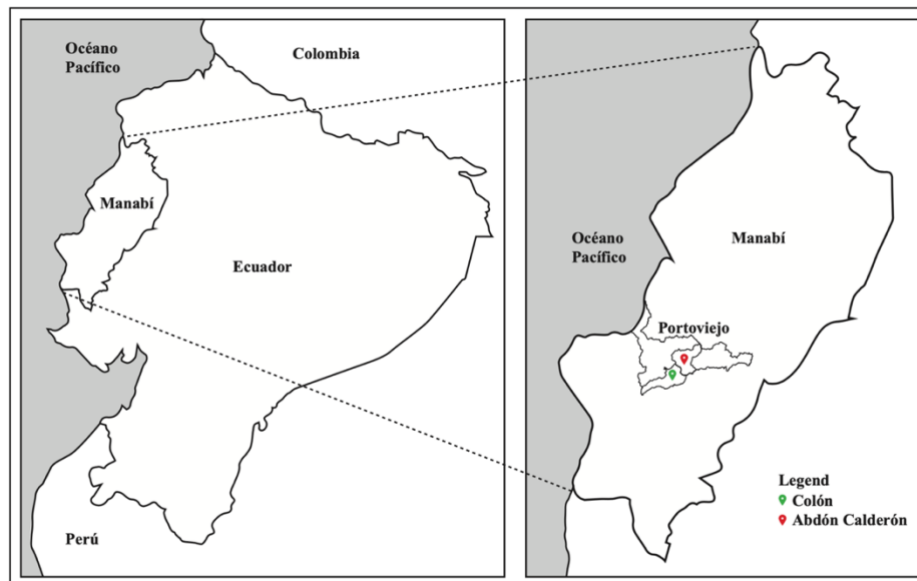 Océano
Pacífico
Colombia
Manabí
Ecuador
Perú
Océano
Pacífico
Manabí
Portoviejo
Legend
Colón
Abdón Calderón